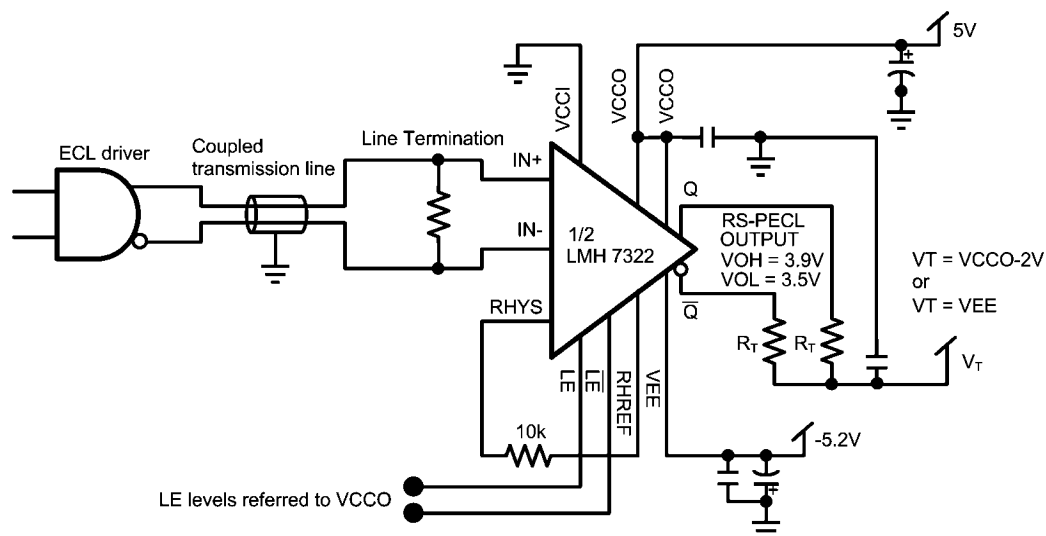 5V
VCCI
VCCO
VCCO
ECL driver
Coupled
transmission line
Line Termination
IN+
IN-
1/2
LMH 7322
RHYS
Q
RS-PECL
OUTPUT
VOH = 3.9V
VOL = 3.5V
Q̅
VT = VCCO-2V
or
VT = VEE
RT
RT
VT
LE
L̅E̅
RHREF
VEE
10k
-5.2V
LE levels referred to VCCO